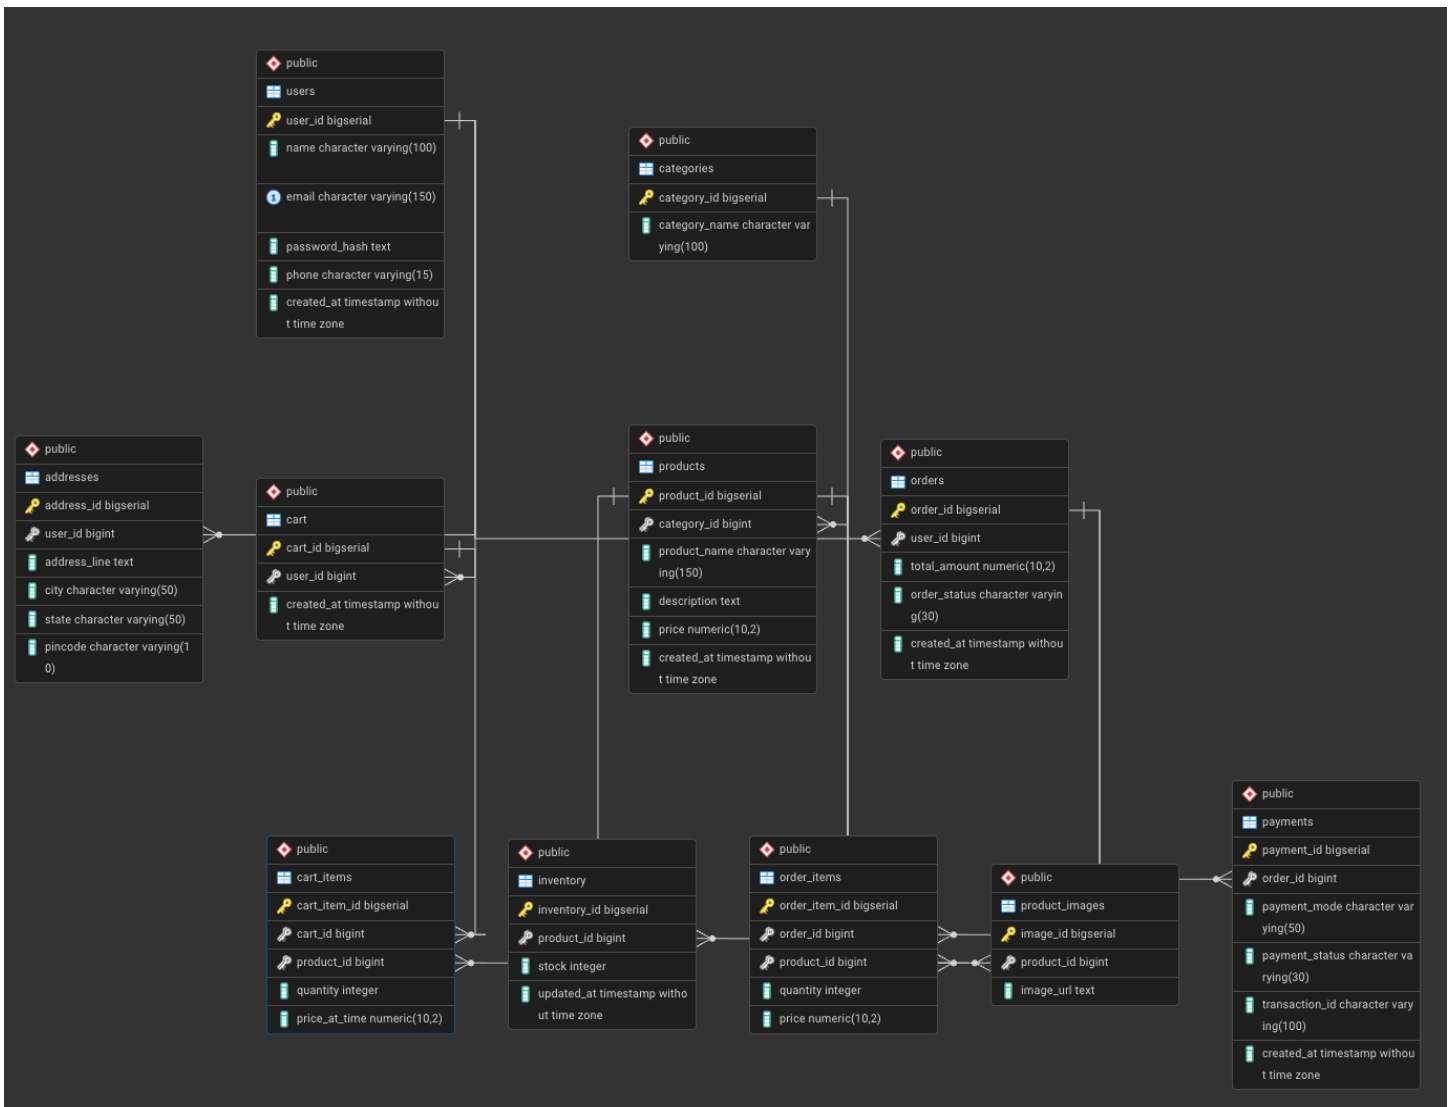 public
users
user_id bigserial
name character varying(100)
email character varying(150)
password_hash text
phone character varying(15)
created_at timestamp withou
t time zone
public
categories
category_id bigserial
category_name character var
ying(100)
public
addresses
address_id bigserial
user_id bigint
address_line text
city character varying(50)
state character varying(50)
pincode character varying(1
0)
public
cart
cart_id bigserial
user_id bigint
created_at timestamp withou
t time zone
public
products
product_id bigserial
category_id bigint
product_name character vary
ing(150)
description text
price numeric(10,2)
created_at timestamp withou
t time zone
public
orders
order_id bigserial
user_id bigint
total_amount numeric(10,2)
order_status character varyin
g(30)
created_at timestamp withou
t time zone
public
cart_items
cart_item_id bigserial
cart_id bigint
product_id bigint
quantity integer
price_at_time numeric(10,2)
public
inventory
inventory_id bigserial
product_id bigint
stock integer
updated_at timestamp witho
ut time zone
public
order_items
order_item_id bigserial
order_id bigint
product_id bigint
quantity integer
price numeric(10,2)
public
product_images
image_id bigserial
product_id bigint
image_url text
public
payments
payment_id bigserial
order_id bigint
payment_mode character var
ying(50)
payment_status character va
rying(30)
transaction_id character vary
ing(100)
created_at timestamp withou
t time zone